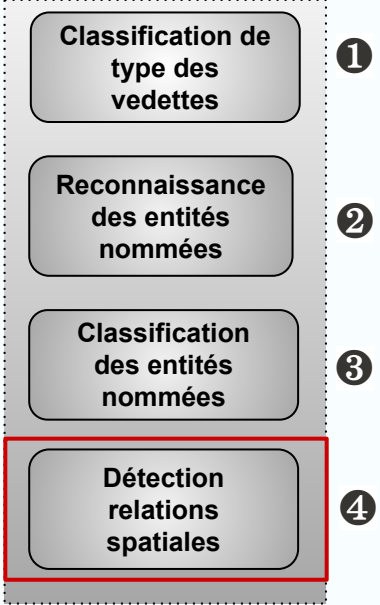 Classification de
type des
vedettes
❶
Reconnaissance
des entités
nommées
❷
Classification
des entités
nommées
❸
Détection
relations
spatiales
❹